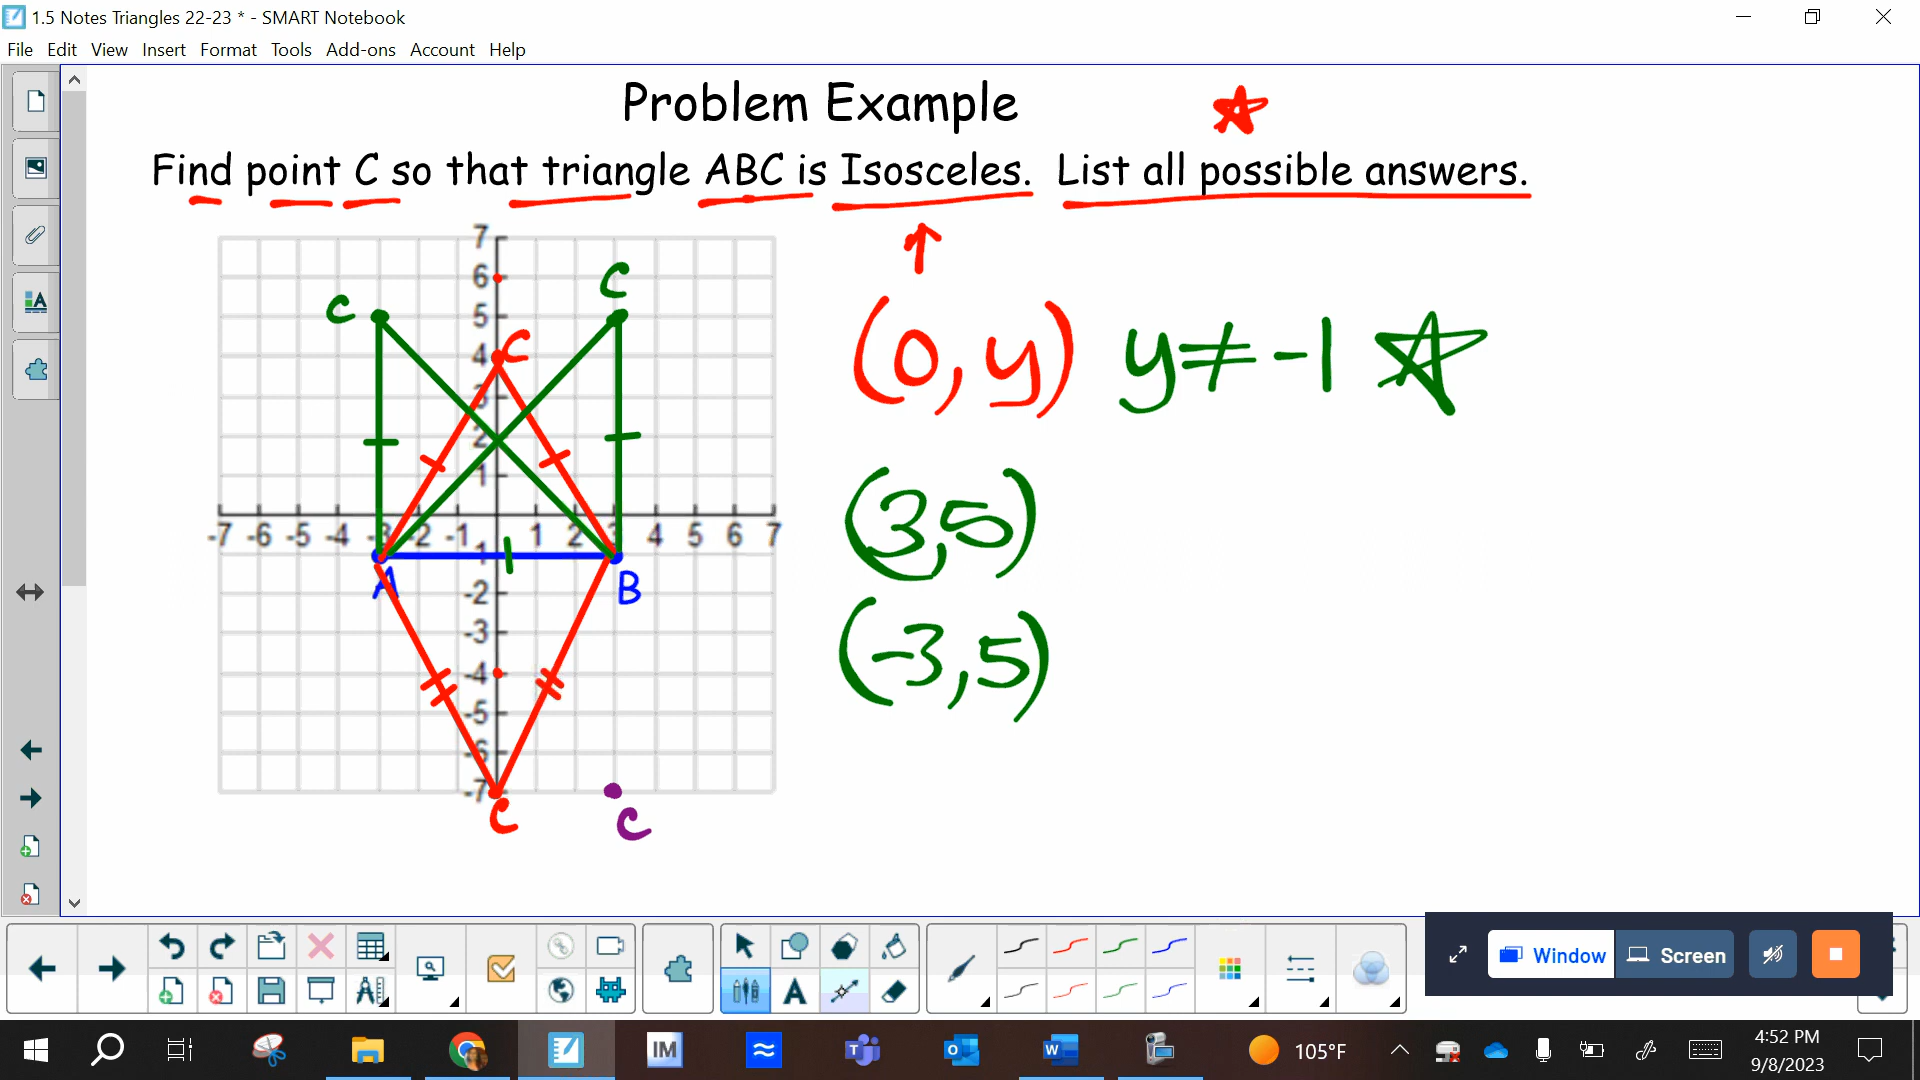 1.5 Notes Triangles 22-23 * - SMART Notebook
File Edit View Insert Format Tools Add-ons Account Help
Problem Example
Find point C so that triangle ABC is Isosceles. List all possible answers.
7
6
C
C
5
(0, y) y ≠ -1
4 C
3
2
1
(3,5)
-7 -6 -5 -4 -3 -2 -1 1 2 3 4 5 6 7
-1
A B
-2
-3
(-3,5)
-4
-5
-6
-7
C
C
A
Window Screen
IM
105°F
4:52 PM
9/8/2023